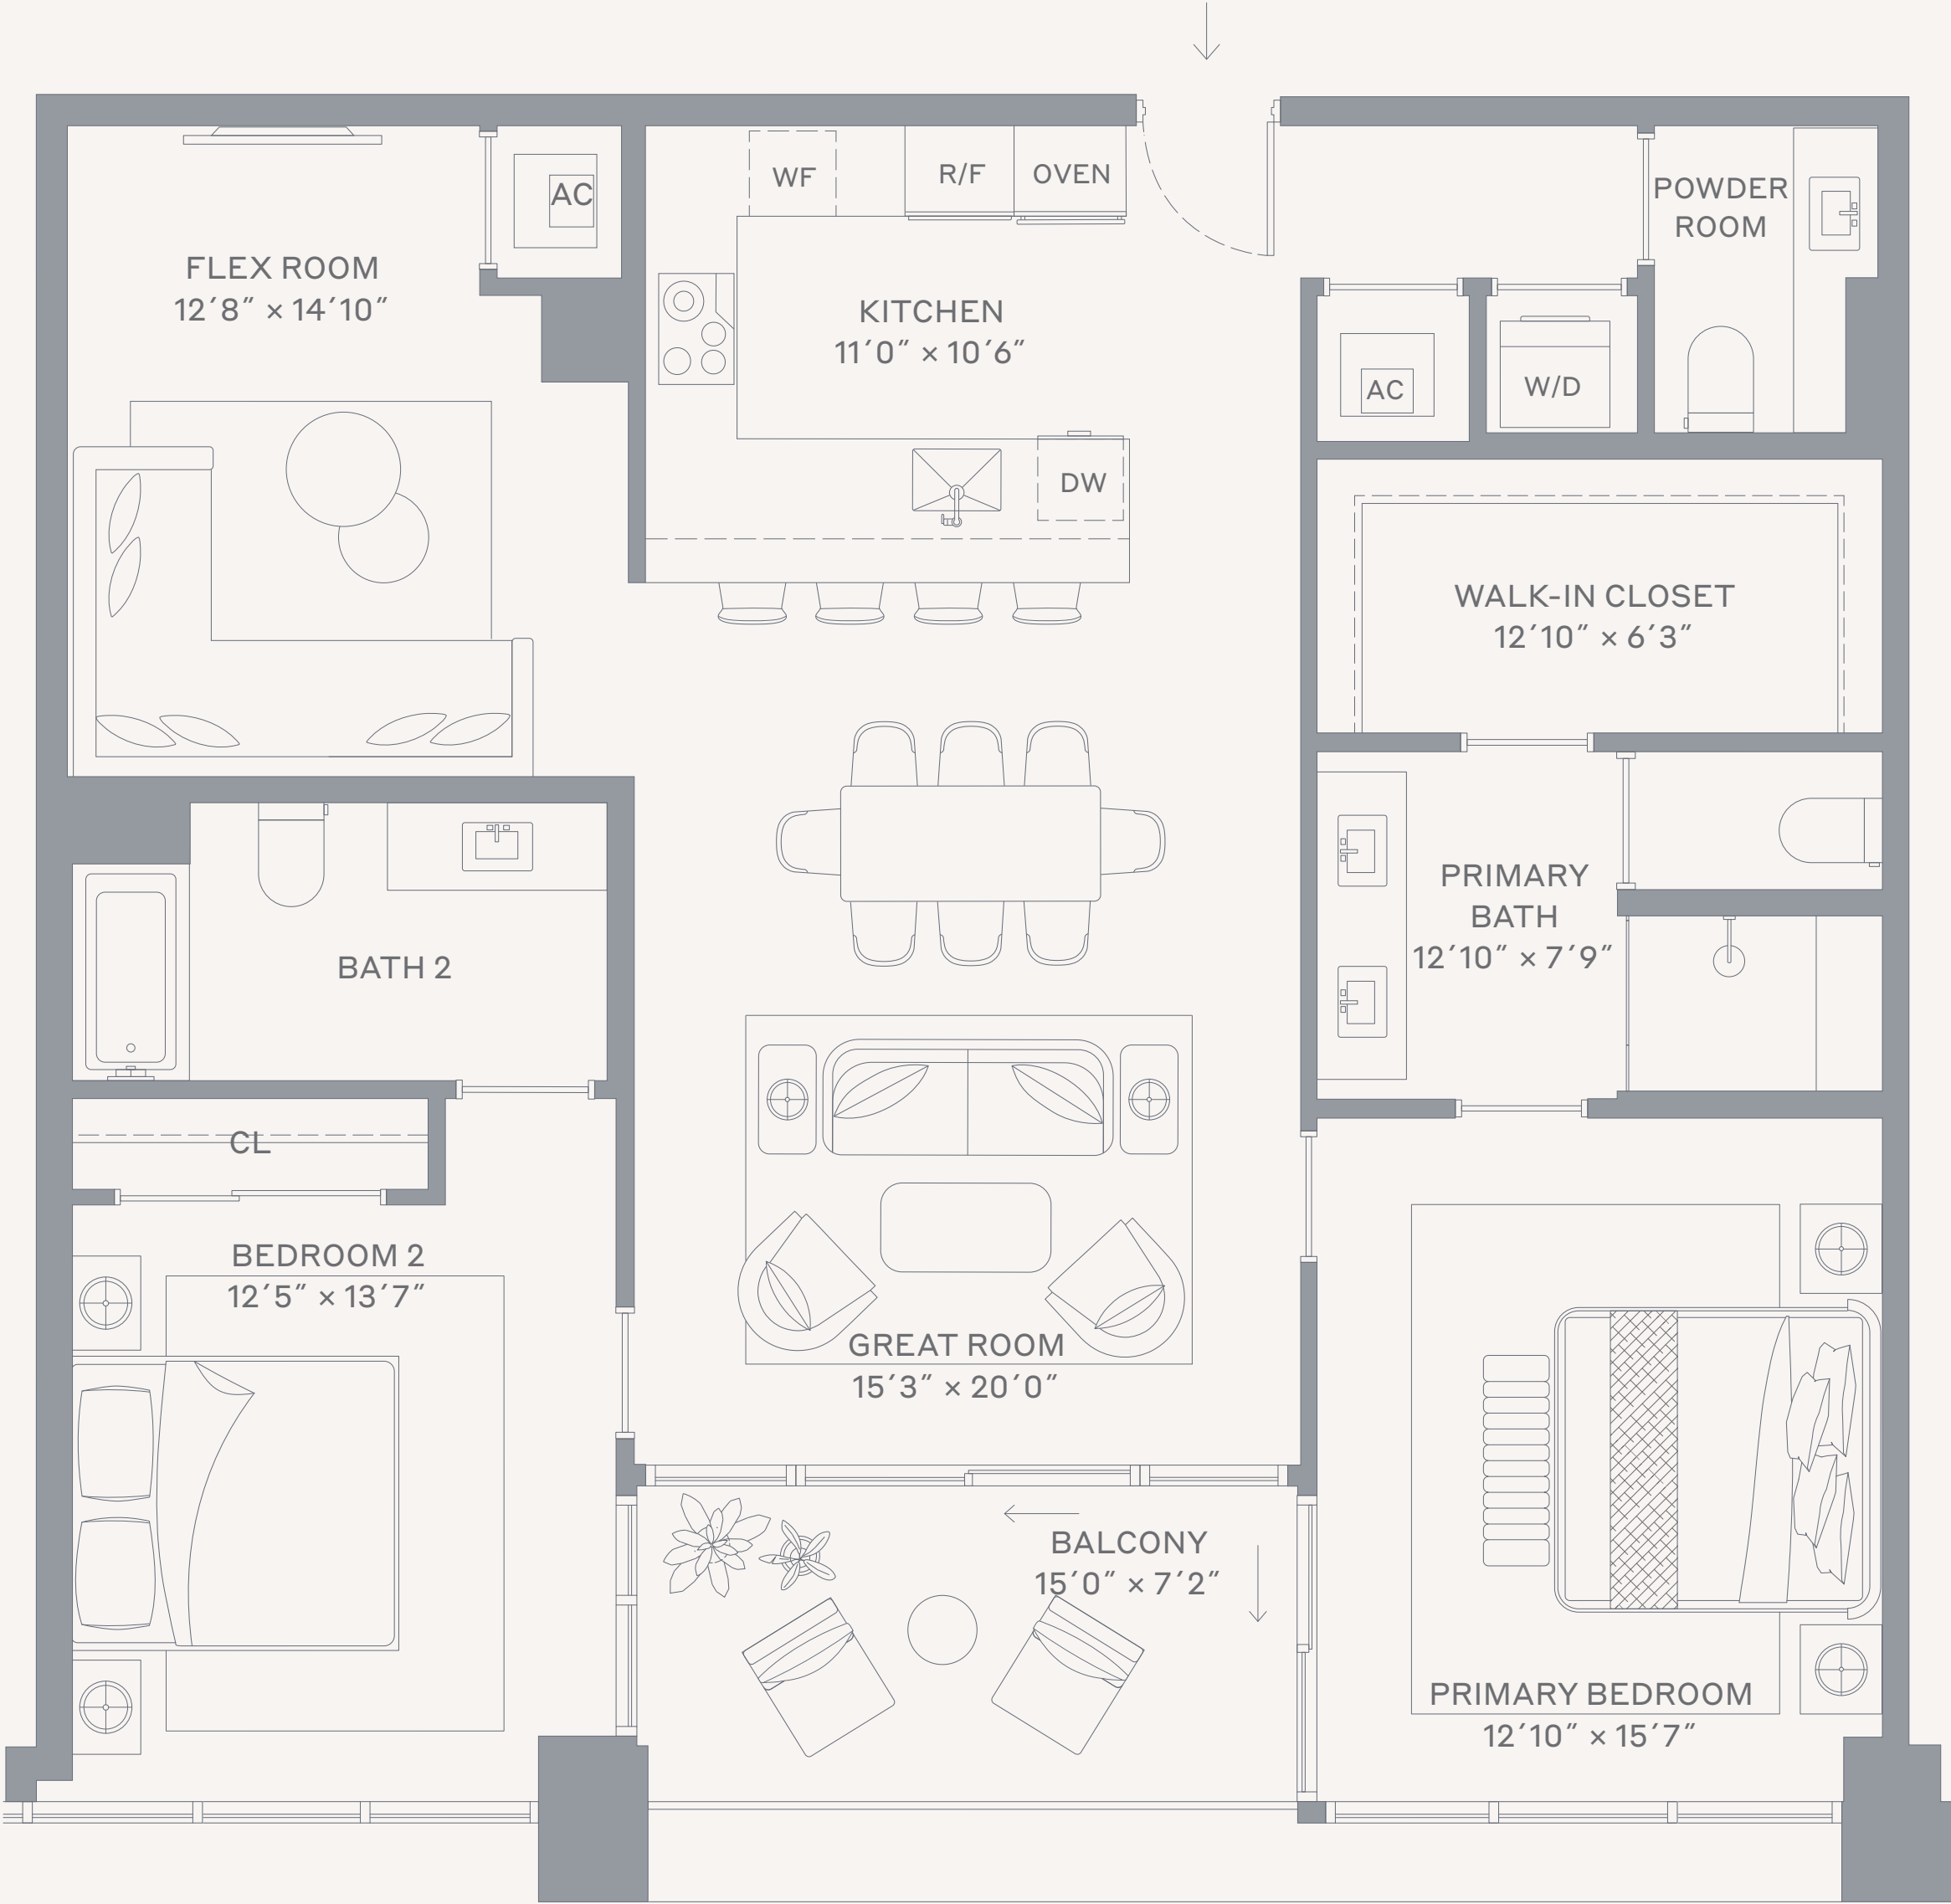 WF
R/F
OVEN
POWDER
ROOM
AC
FLEX ROOM
12´8˝ × 14´10˝
KITCHEN
11´0˝ × 10´6˝
AC
W/D
DW
WALK-IN CLOSET
12´10˝ × 6´3˝
PRIMARY
BATH
12´10˝ × 7´9˝
BATH 2
CL
BEDROOM 2
12´5˝ × 13´7˝
GREAT ROOM
15´3˝ × 20´0˝
BALCONY
15´0˝ × 7´2˝
PRIMARY BEDROOM
12´10˝ × 15´7˝